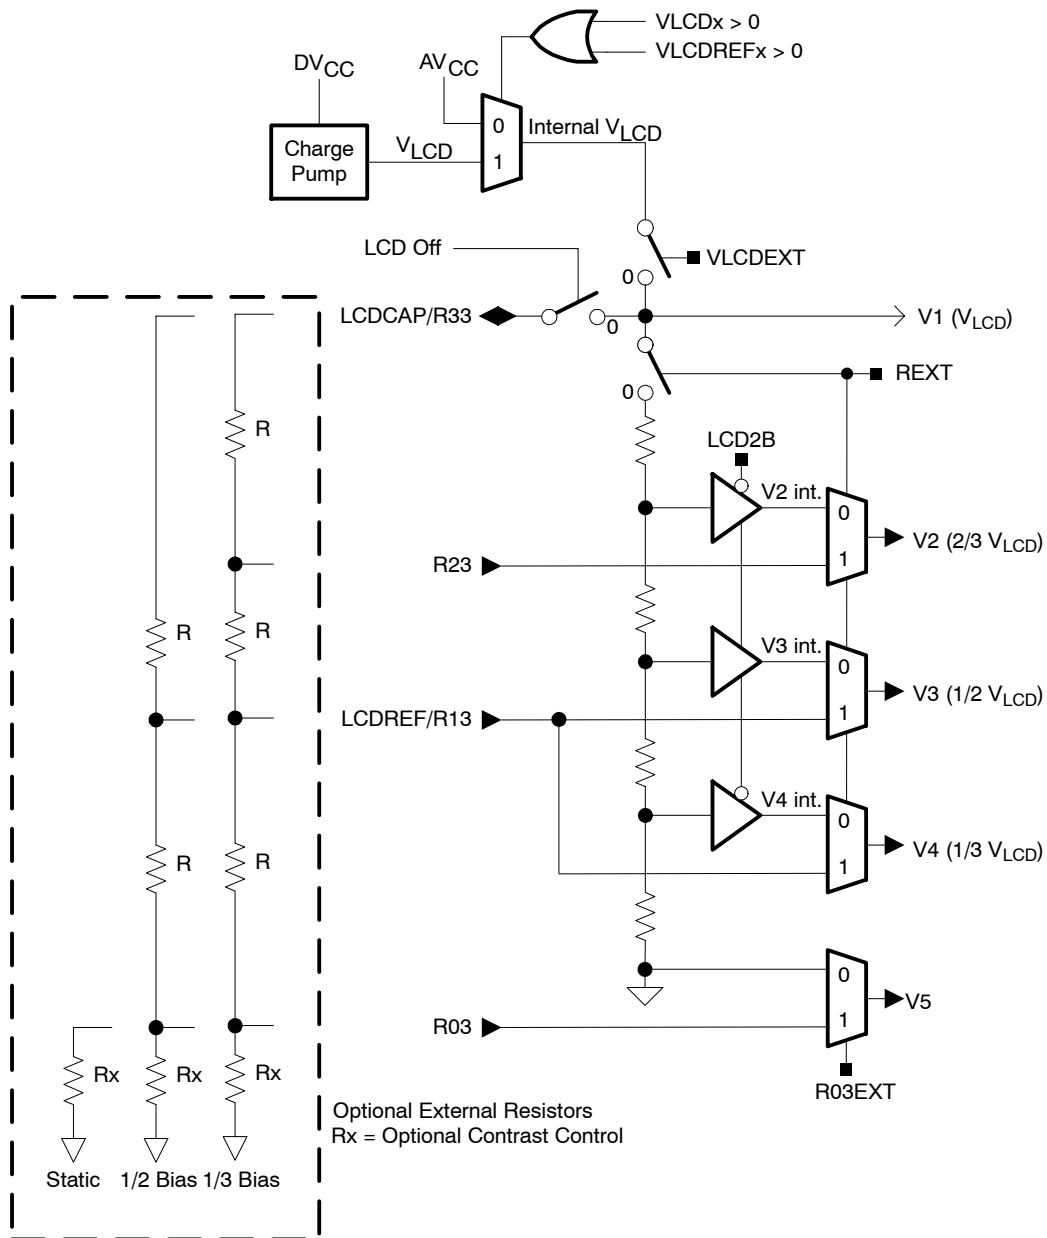 VLCDx > 0
VLCDREFx > 0
DVCC
AVCC
Charge
Pump
VLCD
0
1
Internal VLCD
LCD Off
VLCDEXT
0
LCDCAP/R33
0
V1 (VLCD)
REXT
0
R
LCD2B
V2 int.
0
1
V2 (2/3 VLCD)
R23
R
R
V3 int.
0
1
V3 (1/2 VLCD)
LCDREF/R13
V4 int.
0
1
V4 (1/3 VLCD)
R
R
0
1
V5
R03
R03EXT
Rx
Rx
Rx
Optional External Resistors
Rx = Optional Contrast Control
Static
1/2 Bias
1/3 Bias